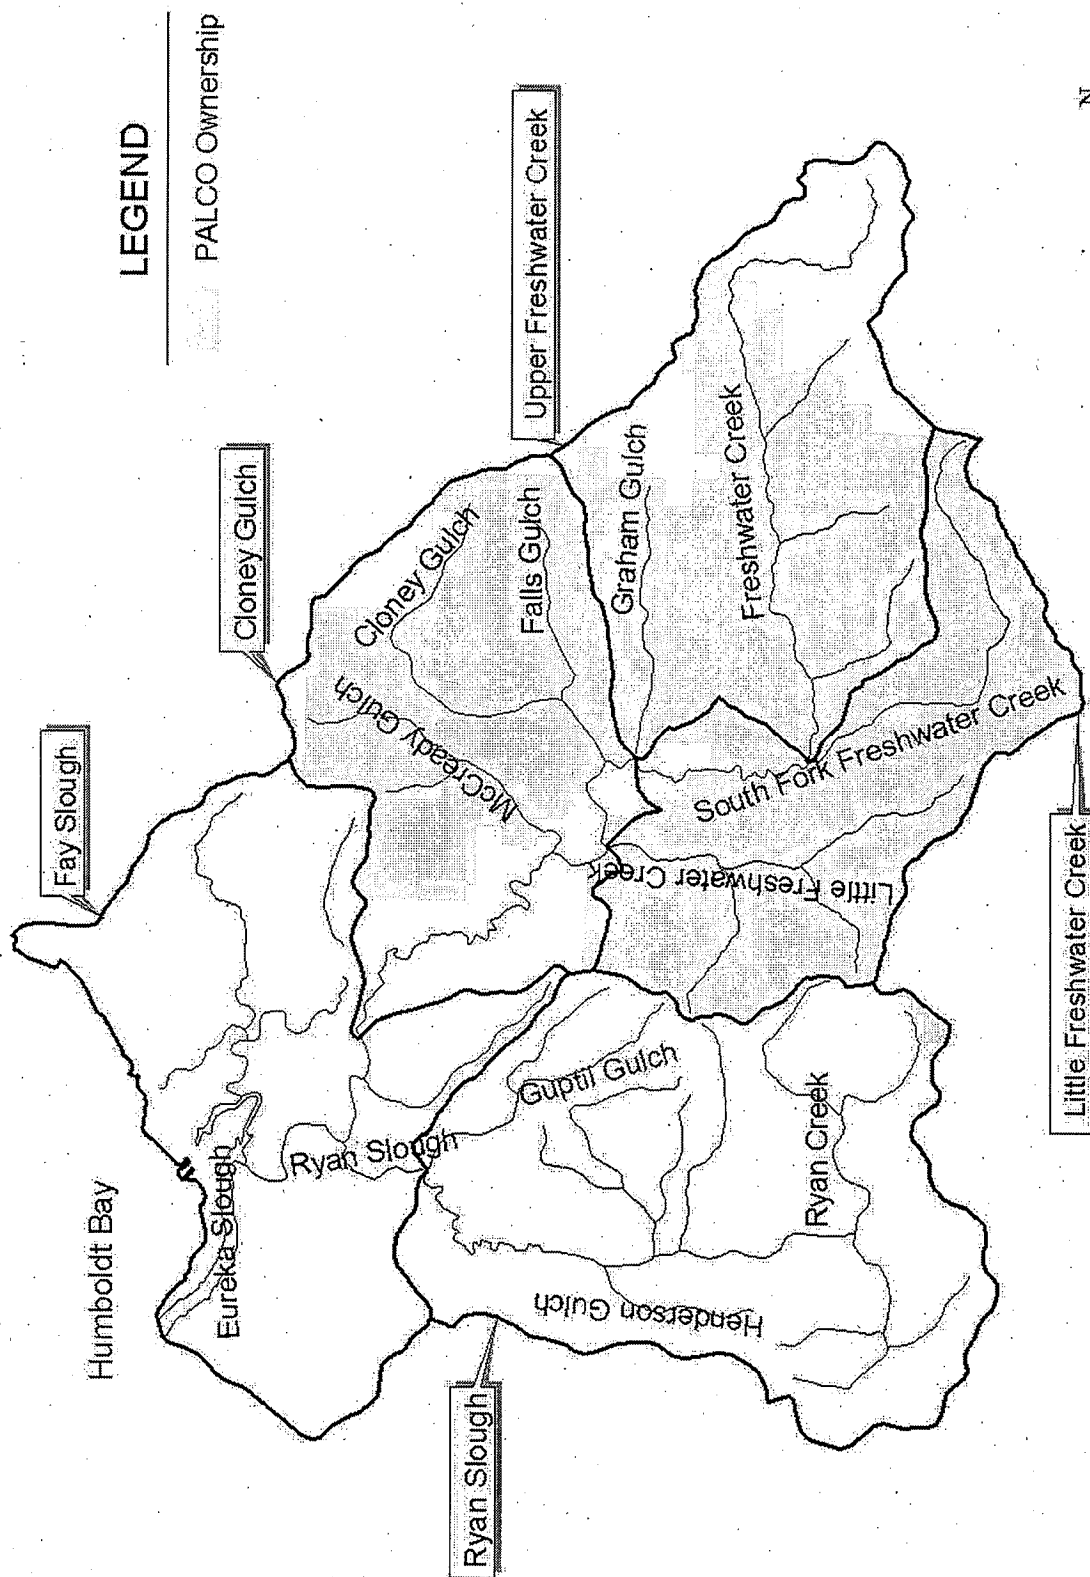 LEGEND
PALCO Ownership
Humboldt Bay
Fay Slough
Cloney Gulch
Upper Freshwater Creek
Eureka Slough
Ryan Slough
McCready Gulch
Cloney Gulch
Falls Gulch
Graham Gulch
Freshwater Creek
Guptil Gulch
Little Freshwater Creek
South Fork Freshwater Creek
Henderson Gulch
Ryan Creek
Ryan Slough
Little Freshwater Creek
N